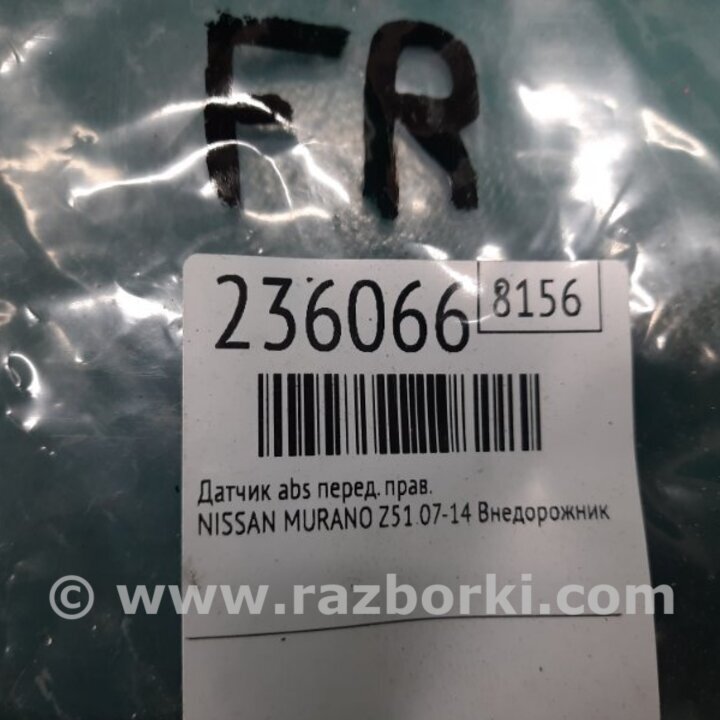 FR
236066 8156
Датчик abs перед. прав.
NISSAN MURANO Z51 07-14 Внедорожник
© www.razborki.com